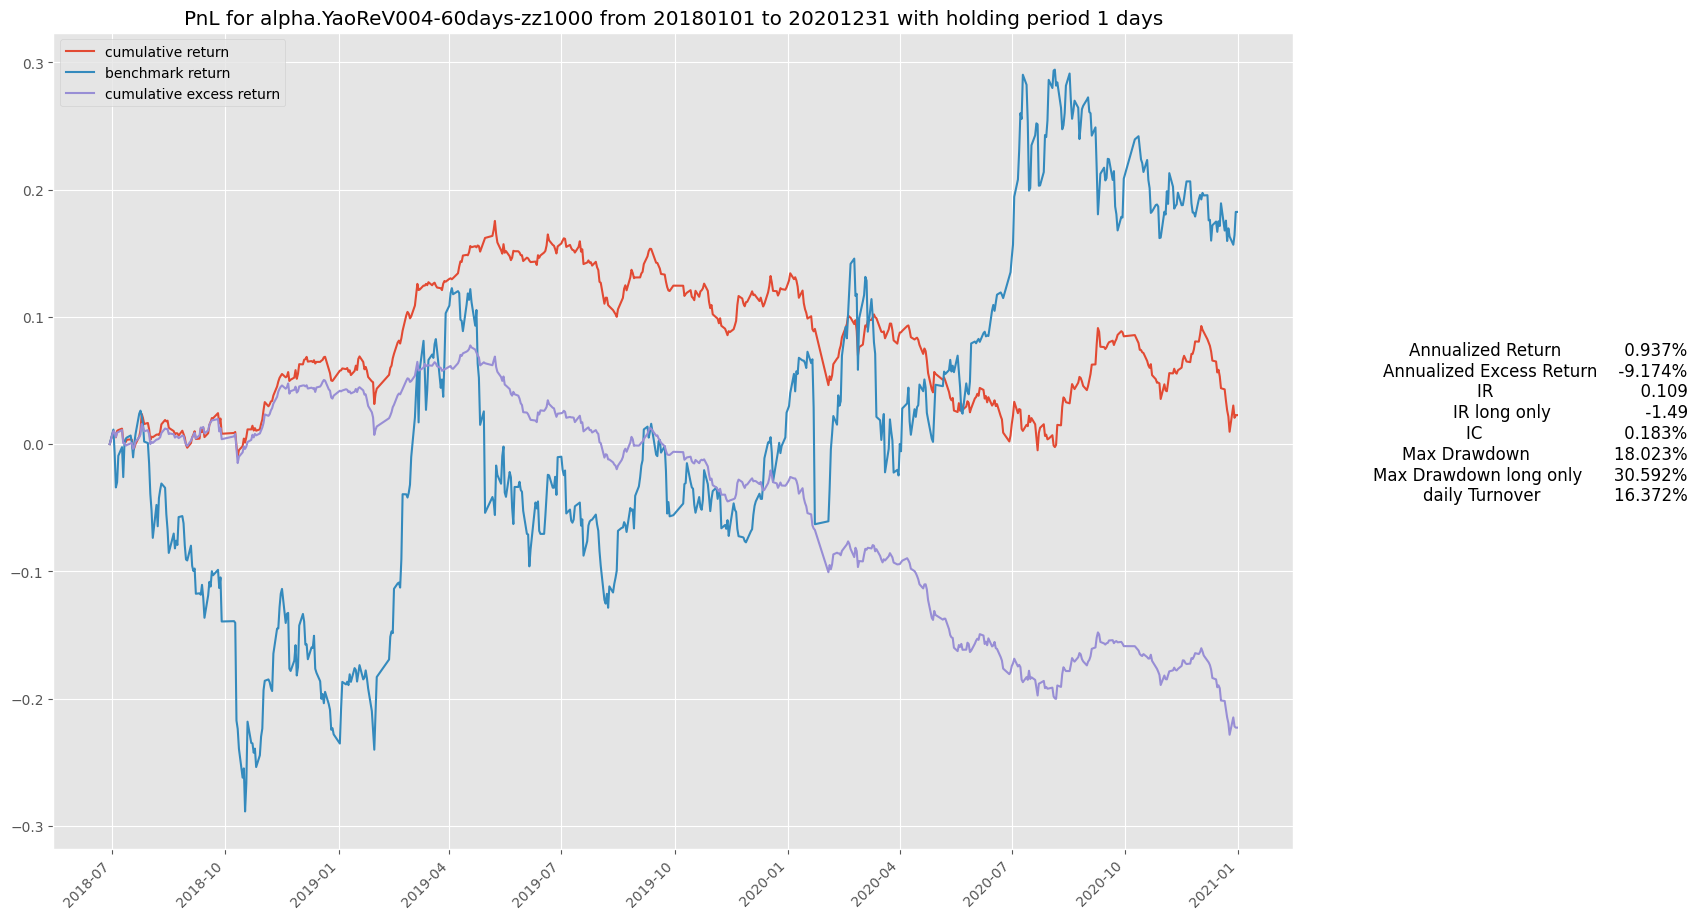 PnL for alpha.YaoReV004-60days-zz1000 from 20180101 to 20201231 with holding period 1 days
cumulative return
benchmark return
cumulative excess return
0.3
0.2
0.1
0.0
−0.1
−0.2
−0.3
2018-07
2018-10
2019-01
2019-04
2019-07
2019-10
2020-01
2020-04
2020-07
2020-10
2021-01
Annualized Return 0.937%
Annualized Excess Return -9.174%
IR 0.109
IR long only -1.49
IC 0.183%
Max Drawdown 18.023%
Max Drawdown long only 30.592%
daily Turnover 16.372%